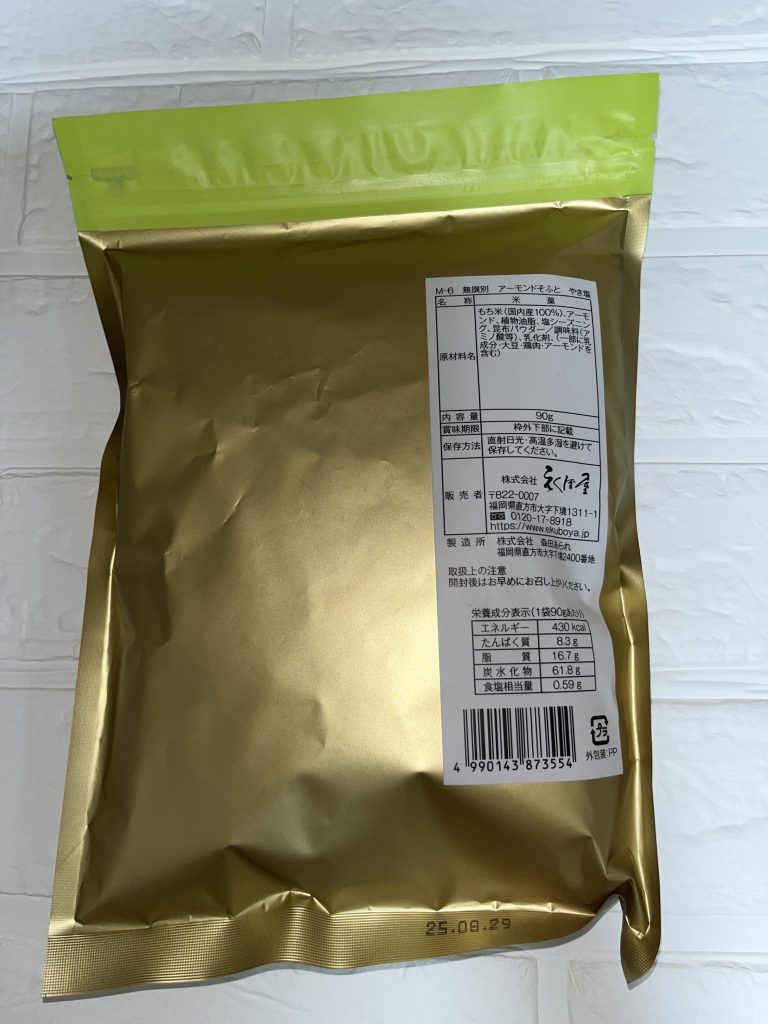 M-6 無撰別 アーモンドそふと やき塩
名称 米菓
原材料名 もち米(国内産100%)、アーモ
ンド、植物油脂、塩シーズニン
グ、昆布パウダー/調味料(ア
ミノ酸等)、乳化剤、(一部に乳
成分・大豆・鶏肉・アーモンドを
含む)
内容量 90g
賞味期限 枠外下部に記載
保存方法 直射日光・高温多湿を避けて
保存してください。
販売者 株式会社 えくぼ屋
〒822-0007
福岡県直方市大字下境1311-1
0120-17-8918
https://www.ekuboya.jp
製造所 株式会社 森田あられ
福岡県直方市大字下境2400番地
取扱上の注意
開封後はお早めにお召し上がりください。
栄養成分表示(1袋90gあたり)
エネルギー 430 kcal
たんぱく質 8.3 g
脂質 16.7 g
炭水化物 61.8 g
食塩相当量 0.59 g
4 990143 873554
プラ
外包装:PP
25.08.29